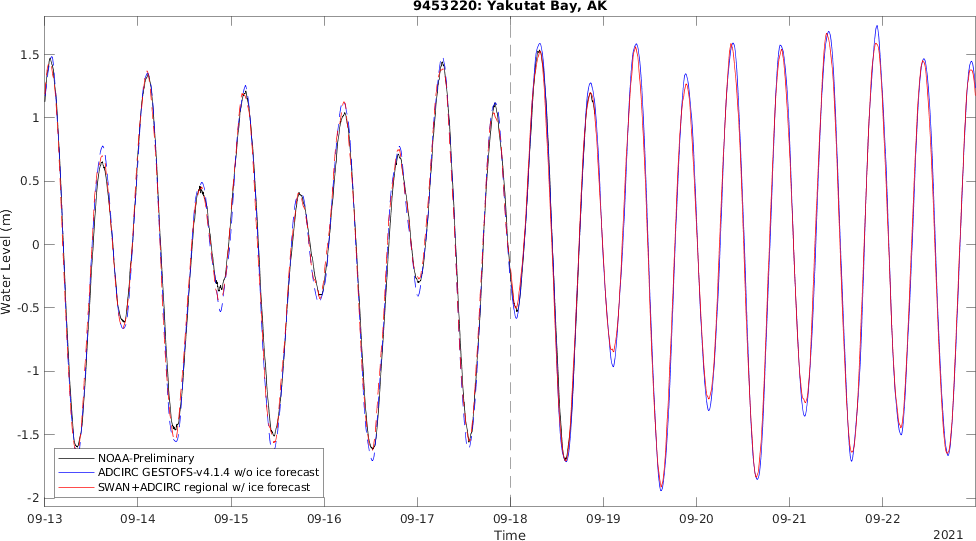 9453220: Yakutat Bay, AK
Water Level (m)
1.5
1
0.5
0
-0.5
-1
-1.5
-2
NOAA-Preliminary
ADCIRC GESTOFS-v4.1.4 w/o ice forecast
SWAN+ADCIRC regional w/ ice forecast
09-13 09-14 09-15 09-16 09-17 09-18 09-19 09-20 09-21 09-22
Time
2021